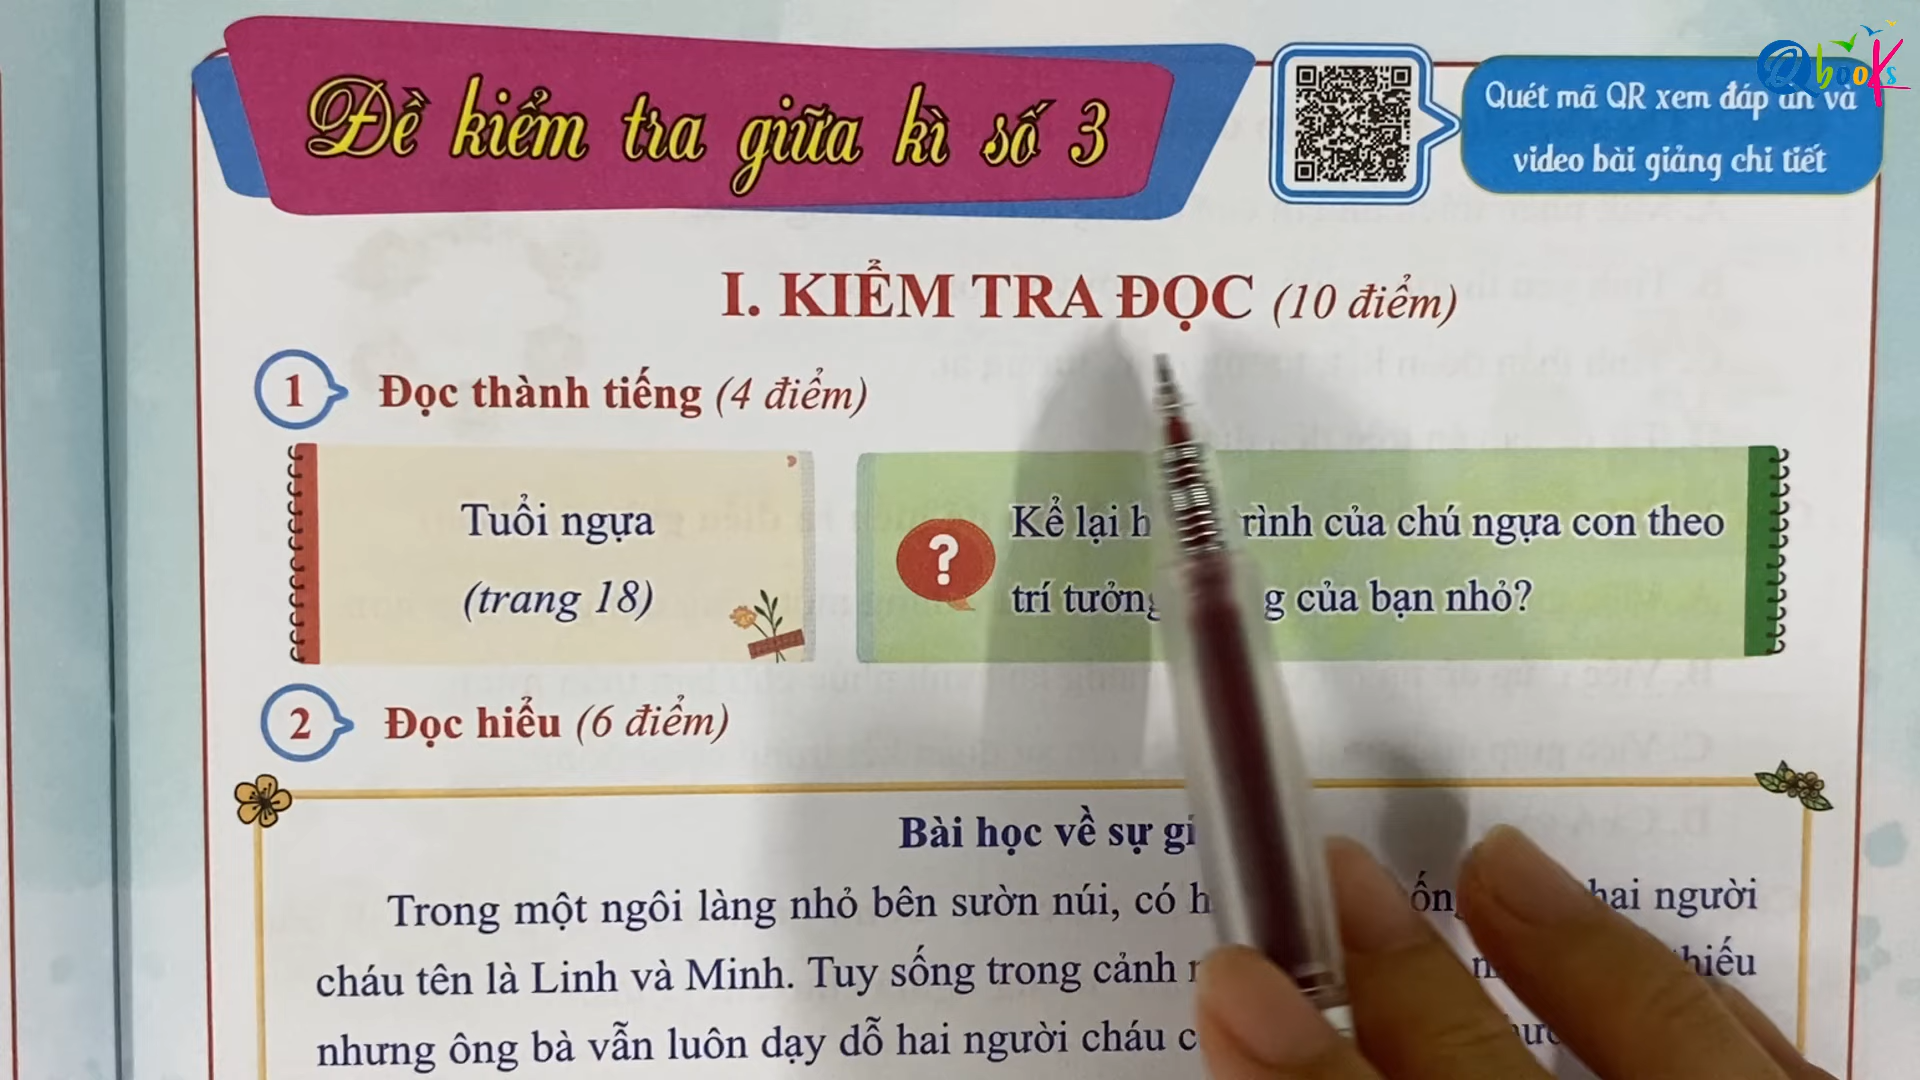 Qbooks
Đề kiểm tra giữa kì số 3
Quét mã QR xem đáp án và
video bài giảng chi tiết
I. KIỂM TRA ĐỌC (10 điểm)
1 Đọc thành tiếng (4 điểm)
Tuổi ngựa
(trang 18)
? Kể lại của chú ngựa con theo
trí của bạn nhỏ?
2 Đọc hiểu (6 điểm)
Bài học về sự
Trong một ngôi làng nhỏ bên sườn núi, có hai người
cháu tên là Linh và Minh. Tuy sống trong cảnh
nhưng ông bà vẫn luôn dạy dỗ hai người cháu